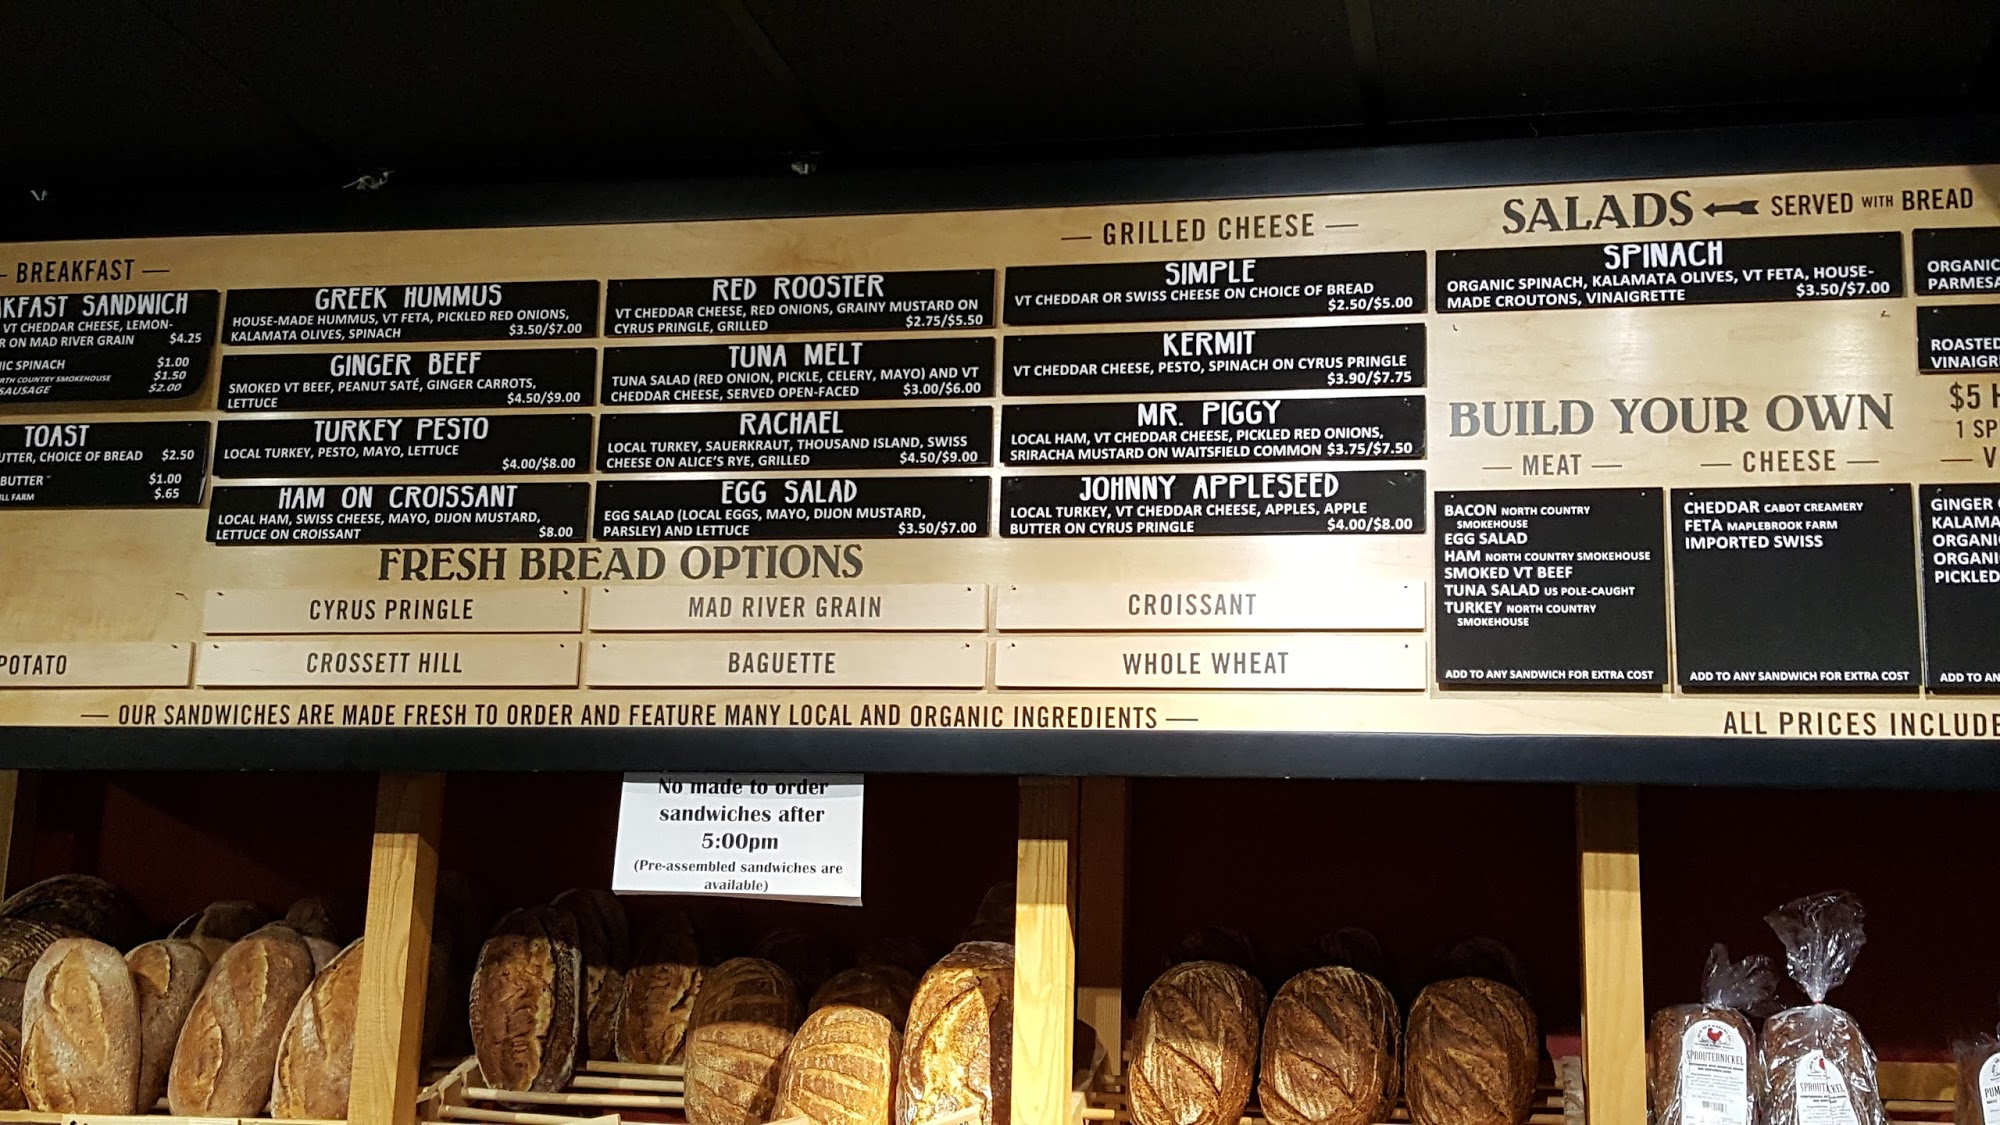 — BREAKFAST —
SANDWICH
VT CHEDDAR CHEESE, LEMON-
ON MAD RIVER GRAIN $4.25
SPINACH $1.00
COUNTRY SMOKEHOUSE $1.50
SAUSAGE $2.00
TOAST
CHOICE OF BREAD $2.50
BUTTER $1.00
FARM $.65
POTATO
GREEK HUMMUS
HOUSE-MADE HUMMUS, VT FETA, PICKLED RED ONIONS,
KALAMATA OLIVES, SPINACH $3.50/$7.00
GINGER BEEF
SMOKED VT BEEF, PEANUT SATÉ, GINGER CARROTS,
LETTUCE $4.50/$9.00
TURKEY PESTO
LOCAL TURKEY, PESTO, MAYO, LETTUCE
$4.00/$8.00
HAM ON CROISSANT
LOCAL HAM, SWISS CHEESE, MAYO, DIJON MUSTARD,
LETTUCE ON CROISSANT $8.00
RED ROOSTER
VT CHEDDAR CHEESE, RED ONIONS, GRAINY MUSTARD ON
CYRUS PRINGLE, GRILLED $2.75/$5.50
TUNA MELT
TUNA SALAD (RED ONION, PICKLE, CELERY, MAYO) AND VT
CHEDDAR CHEESE, SERVED OPEN-FACED $3.00/$6.00
RACHAEL
LOCAL TURKEY, SAUERKRAUT, THOUSAND ISLAND, SWISS
CHEESE ON ALICE'S RYE, GRILLED $4.50/$9.00
EGG SALAD
EGG SALAD (LOCAL EGGS, MAYO, DIJON MUSTARD,
PARSLEY) AND LETTUCE $3.50/$7.00
— GRILLED CHEESE —
SIMPLE
VT CHEDDAR OR SWISS CHEESE ON CHOICE OF BREAD
$2.50/$5.00
KERMIT
VT CHEDDAR CHEESE, PESTO, SPINACH ON CYRUS PRINGLE
$3.90/$7.75
MR. PIGGY
LOCAL HAM, VT CHEDDAR CHEESE, PICKLED RED ONIONS,
SRIRACHA MUSTARD ON WAITSFIELD COMMON $3.75/$7.50
JOHNNY APPLESEED
LOCAL TURKEY, VT CHEDDAR CHEESE, APPLES, APPLE
BUTTER ON CYRUS PRINGLE $4.00/$8.00
FRESH BREAD OPTIONS
CYRUS PRINGLE
MAD RIVER GRAIN
CROISSANT
CROSSETT HILL
BAGUETTE
WHOLE WHEAT
— OUR SANDWICHES ARE MADE FRESH TO ORDER AND FEATURE MANY LOCAL AND ORGANIC INGREDIENTS —
SALADS SERVED WITH BREAD
SPINACH
ORGANIC SPINACH, KALAMATA OLIVES, VT FETA, HOUSE-
MADE CROUTONS, VINAIGRETTE $3.50/$7.00
ORGANIC
ROASTED
BUILD YOUR OWN
$5
1
— MEAT —
BACON NORTH COUNTRY
SMOKEHOUSE
EGG SALAD
HAM NORTH COUNTRY SMOKEHOUSE
SMOKED VT BEEF
TUNA SALAD US POLE-CAUGHT
TURKEY NORTH COUNTRY
SMOKEHOUSE
ADD TO ANY SANDWICH FOR EXTRA COST
— CHEESE —
CHEDDAR CABOT CREAMERY
FETA MAPLEBROOK FARM
IMPORTED SWISS
ADD TO ANY SANDWICH FOR EXTRA COST
GINGER
ORGANIC
PICKLED
ADD TO
ALL PRICES INCLUDE
No made to order
sandwiches after
5:00pm
(Pre-assembled sandwiches are
available)
SPROUTERNICKEL